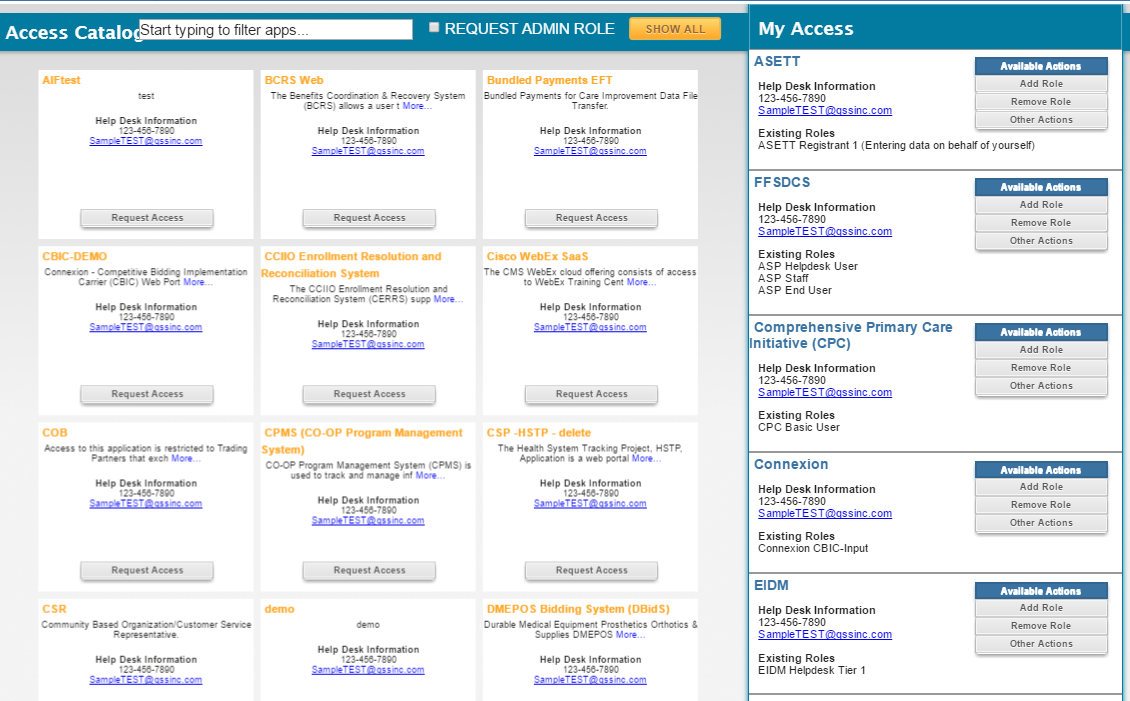 Access Catalog
Start typing to filter apps...
REQUEST ADMIN ROLE
SHOW ALL
AIFtest
test
Help Desk Information
123-456-7890
SampleTEST@qssinc.com
Request Access
BCRS Web
The Benefits Coordination & Recovery System
(BCRS) allows a user t More...
Help Desk Information
123-456-7890
SampleTEST@qssinc.com
Request Access
Bundled Payments EFT
Bundled Payments for Care Improvement Data File
Transfer.
Help Desk Information
123-456-7890
SampleTEST@qssinc.com
Request Access
CBIC-DEMO
Connexion - Competitive Bidding Implementation
Carrier (CBIC) Web Port More...
Help Desk Information
123-456-7890
SampleTEST@qssinc.com
Request Access
CCIIO Enrollment Resolution and
Reconciliation System
The CCIIO Enrollment Resolution and
Reconciliation System (CERRS) supp More...
Help Desk Information
123-456-7890
SampleTEST@qssinc.com
Request Access
Cisco WebEx SaaS
The CMS WebEx cloud offering consists of access
to WebEx Training Cent More...
Help Desk Information
123-456-7890
SampleTEST@qssinc.com
Request Access
COB
Access to this application is restricted to Trading
Partners that exch More...
Help Desk Information
123-456-7890
SampleTEST@qssinc.com
Request Access
CPMS (CO-OP Program Management
System)
CO-OP Program Management System (CPMS) is
used to track and manage inf More...
Help Desk Information
123-456-7890
SampleTEST@qssinc.com
Request Access
CSP -HSTP - delete
The Health System Tracking Project, HSTP,
Application is a web portal More...
Help Desk Information
123-456-7890
SampleTEST@qssinc.com
Request Access
CSR
Community Based Organization/Customer Service
Representative.
Help Desk Information
123-456-7890
SampleTEST@qssinc.com
demo
demo
Help Desk Information
123-456-7890
SampleTEST@qssinc.com
DMEPOS Bidding System (DBidS)
Durable Medical Equipment Prosthetics Orthotics &
Supplies DMEPOS More...
Help Desk Information
123-456-7890
SampleTEST@qssinc.com
My Access
ASETT
Help Desk Information
123-456-7890
SampleTEST@qssinc.com
Existing Roles
ASETT Registrant 1 (Entering data on behalf of yourself)
Available Actions
Add Role
Remove Role
Other Actions
FFSDCS
Help Desk Information
123-456-7890
SampleTEST@qssinc.com
Existing Roles
ASP Helpdesk User
ASP Staff
ASP End User
Available Actions
Add Role
Remove Role
Other Actions
Comprehensive Primary Care
Initiative (CPC)
Help Desk Information
123-456-7890
SampleTEST@qssinc.com
Existing Roles
CPC Basic User
Available Actions
Add Role
Remove Role
Other Actions
Connexion
Help Desk Information
123-456-7890
SampleTEST@qssinc.com
Existing Roles
Connexion CBIC-Input
Available Actions
Add Role
Remove Role
Other Actions
EIDM
Help Desk Information
123-456-7890
SampleTEST@qssinc.com
Existing Roles
EIDM Helpdesk Tier 1
Available Actions
Add Role
Remove Role
Other Actions